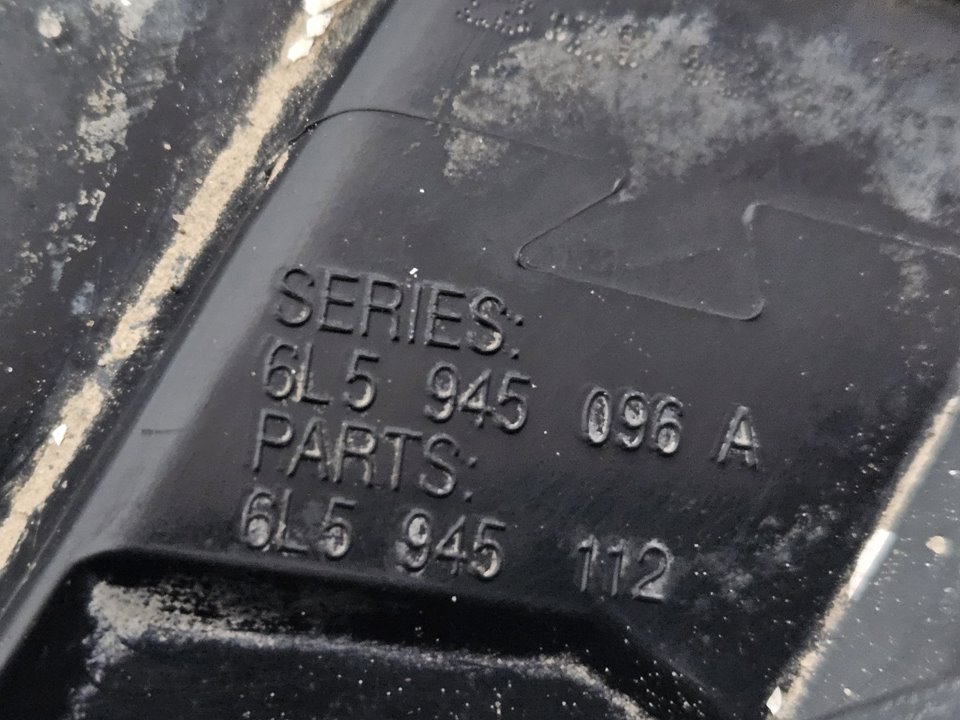 SERIES:
6L5 945 096 A
PARTS:
6L5 945 112